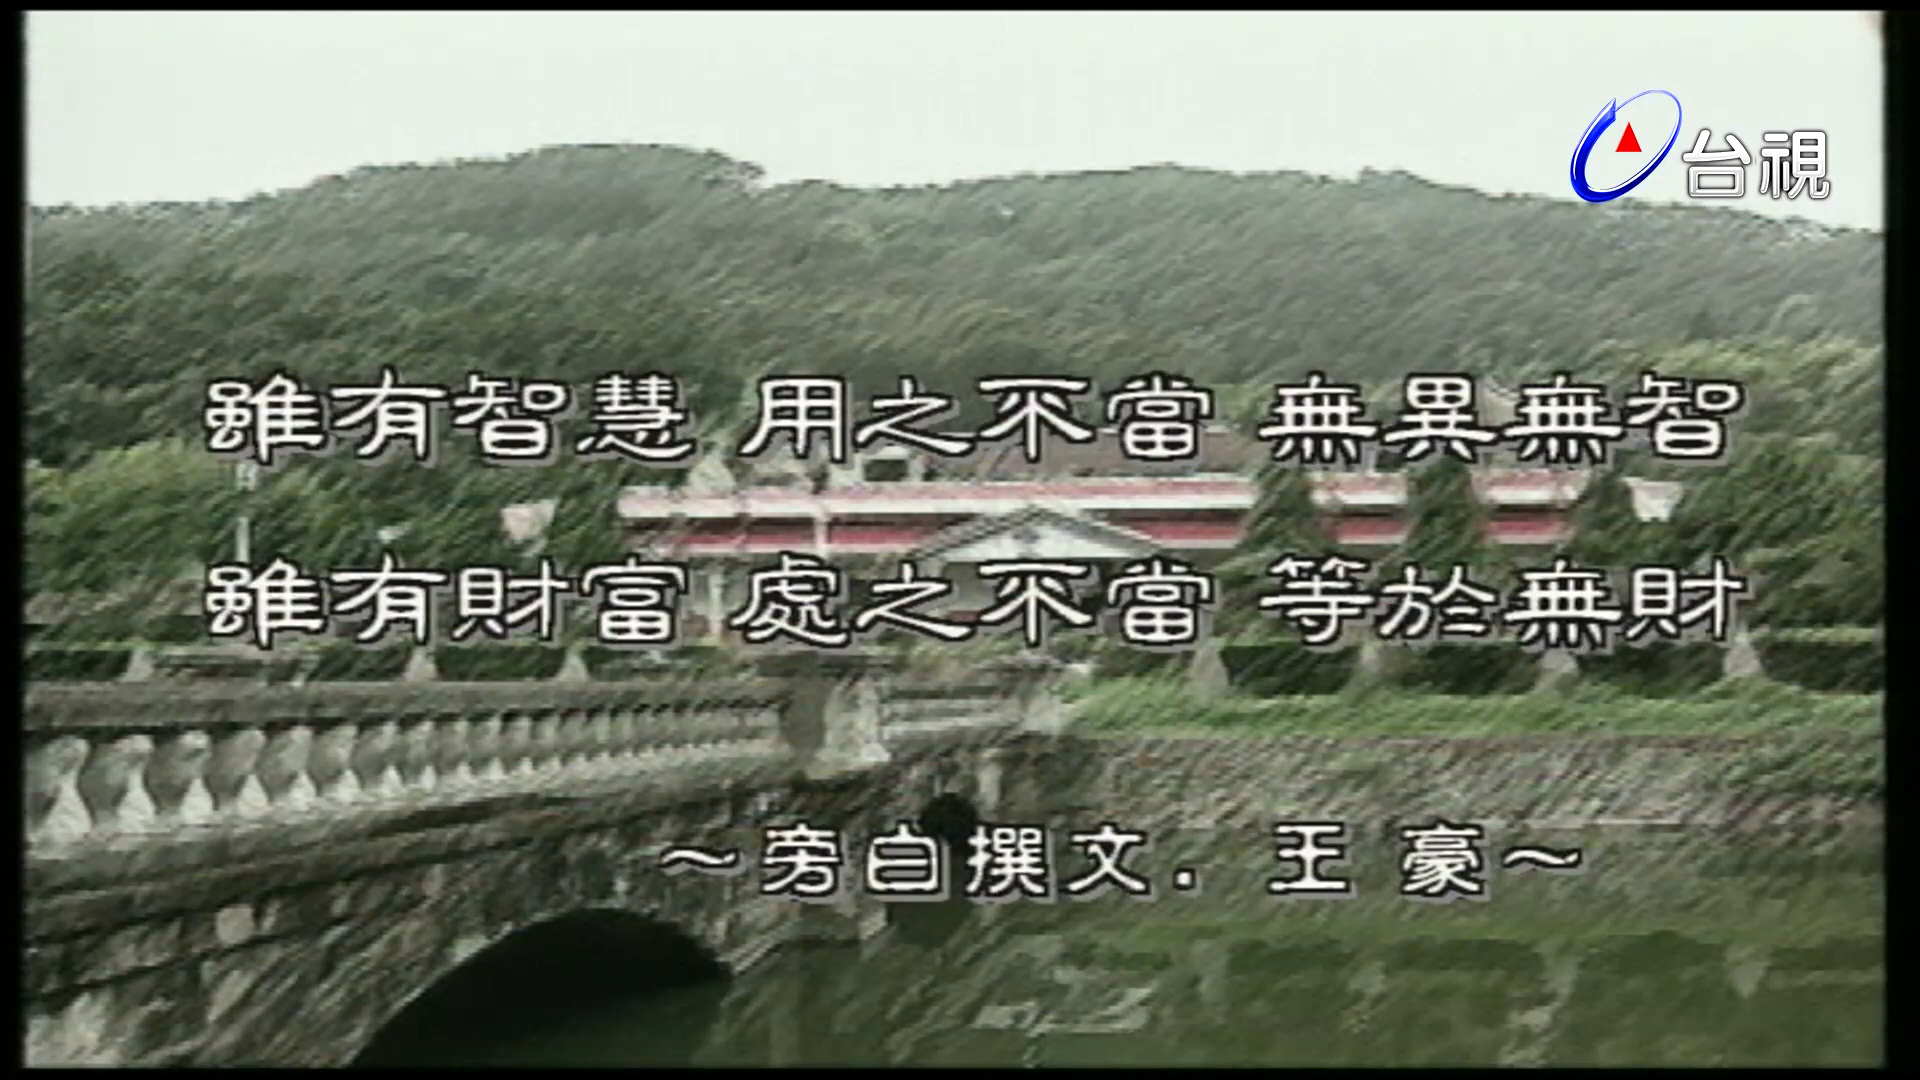 台視
雖有智慧 用之不當 無異無智
雖有財富 處之不當 等於無財
～旁白撰文．王 豪～